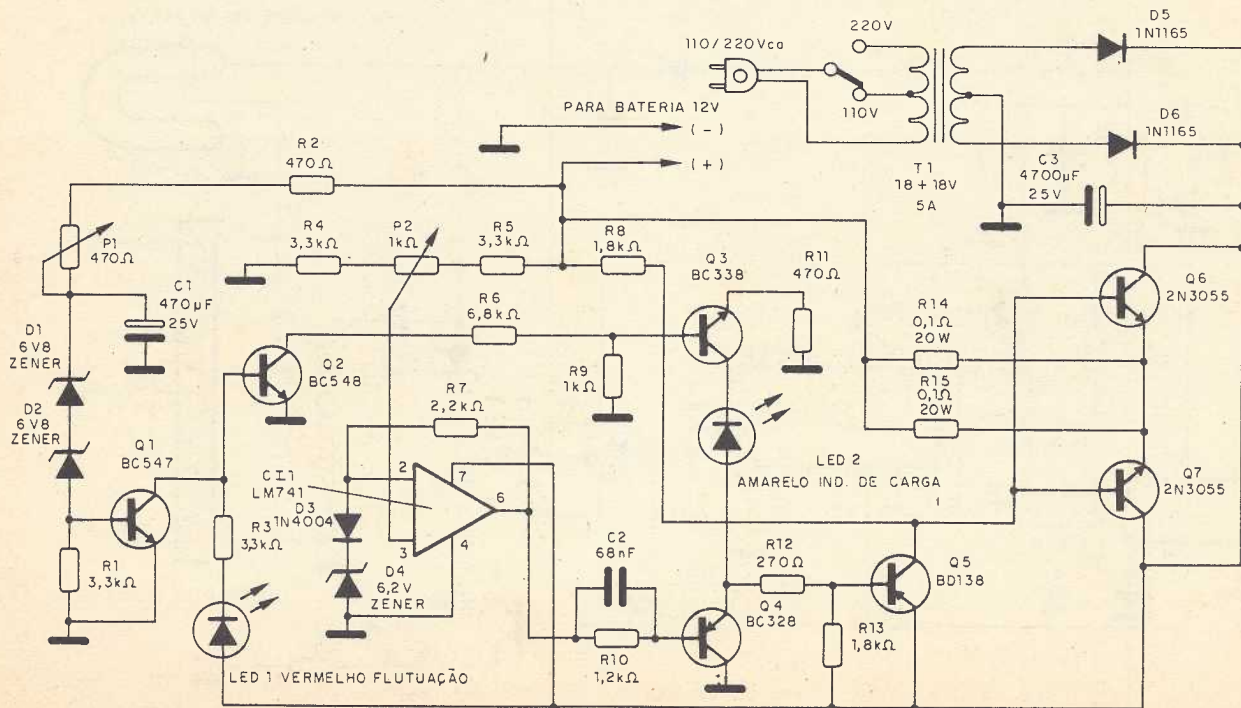 D5
1N1165
220V
110/220Vca
110V
PARA BATERIA 12V
(-)
(+)
D6
1N1165
T1
18+18V
5A
C3
4700µF
25V
R2
470Ω
P1
470Ω
R4
3,3kΩ
P2
1kΩ
R5
3,3kΩ
R8
1,8kΩ
Q3
BC338
R11
470Ω
Q6
2N3055
C1
470µF
25V
R6
6,8kΩ
R14
0,1Ω
20W
D1
6V8
ZENER
Q2
BC548
R9
1kΩ
R15
0,1Ω
20W
D2
6V8
ZENER
R7
2,2kΩ
Q1
BC547
CI1
LM741
2
7
6
3
4
LED 2
AMARELO IND. DE CARGA
1
Q7
2N3055
D3
1N4004
R3
3,3kΩ
C2
68nF
R12
270Ω
Q5
BD138
R1
3,3kΩ
D4
6,2V
ZENER
Q4
BC328
R13
1,8kΩ
R10
1,2kΩ
LED 1 VERMELHO FLUTUAÇÃO